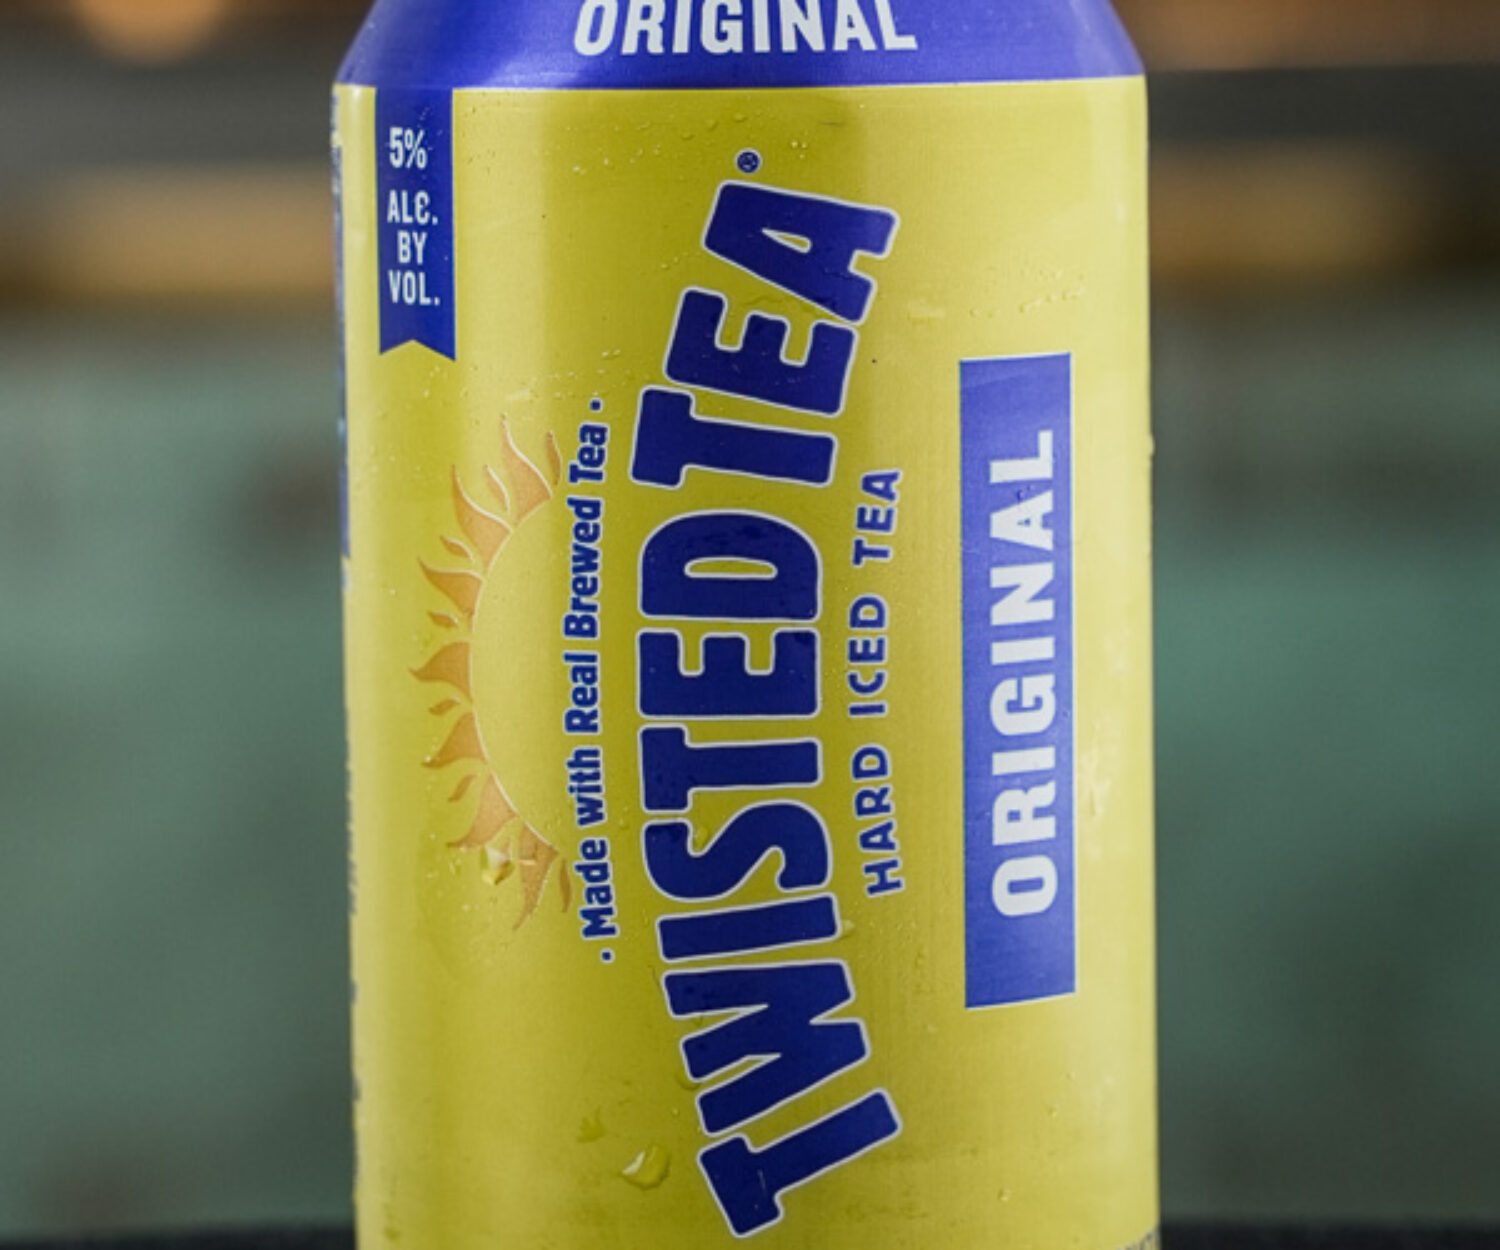 ORIGINAL
5%
ALC.
BY
VOL.
· Made with Real Brewed Tea ·
TWISTED TEA®
HARD ICED TEA
ORIGINAL